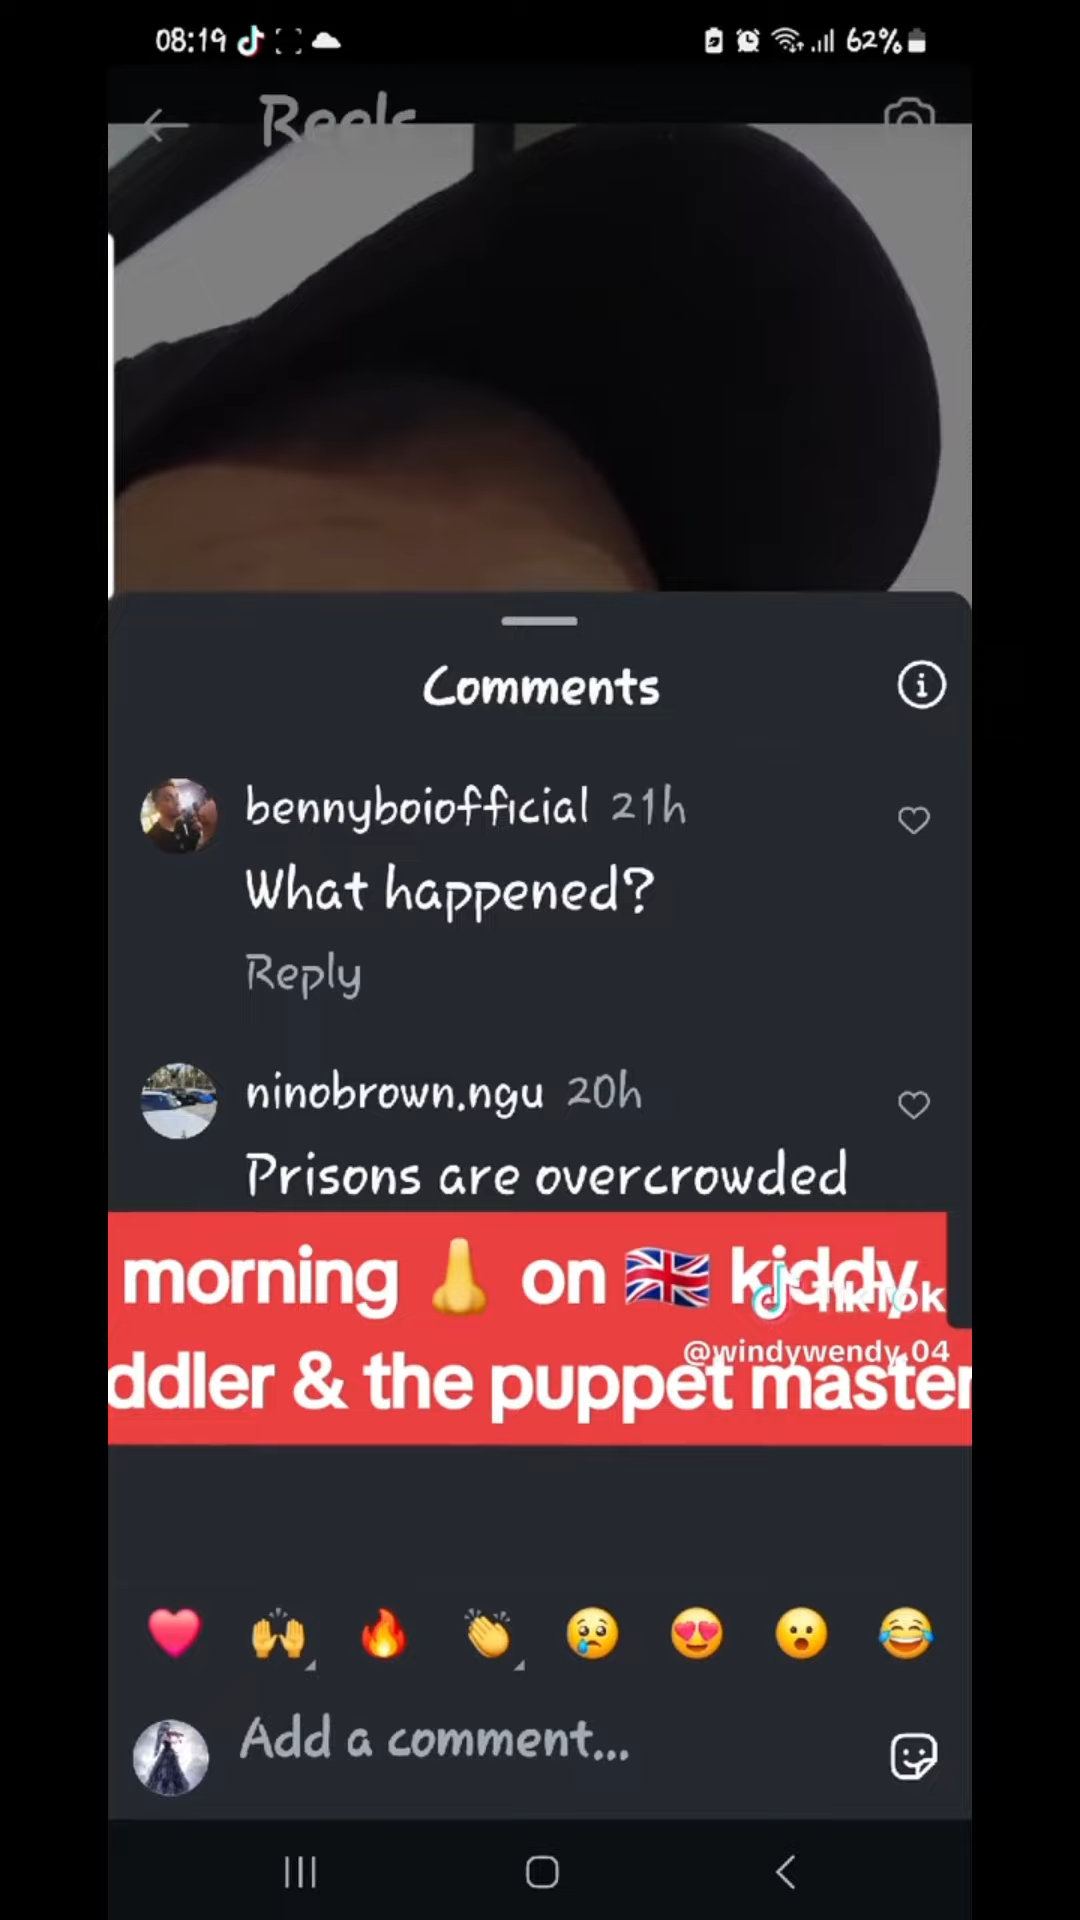 08:19
62%
Reels
Comments
bennyboiofficial 21h
What happened?
Reply
ninobrown.ngu 20h
Prisons are overcrowded
morning 👃 on 🇬🇧 kiddy
TikTok
@windywendy.04
ddler & the puppet master
Add a comment...